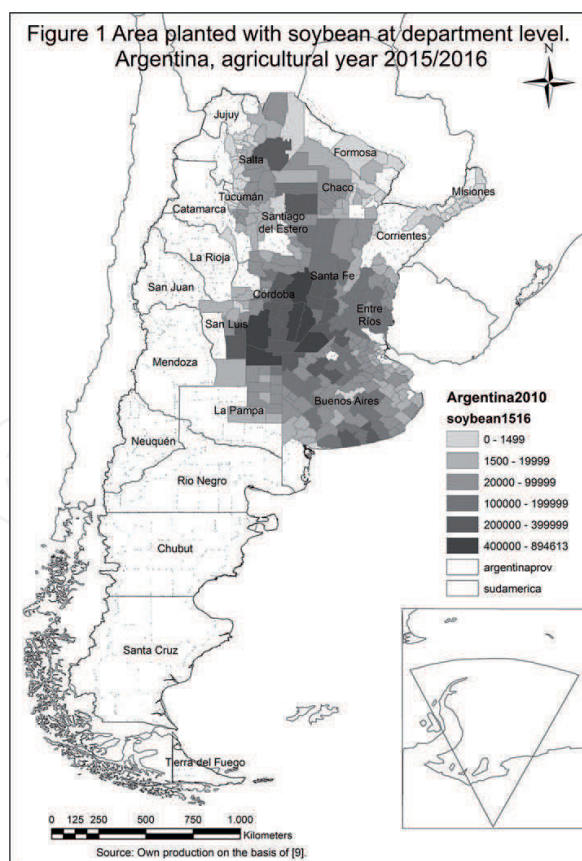 Figure 1 Area planted with soybean at department level.
Argentina, agricultural year 2015/2016
N
Jujuy
Formosa
Salta
Chaco
Misiones
Tucumán
Catamarca
Santiago
del Estero
Corrientes
La Rioja
Santa Fe
San Juan
Córdoba
Entre
Ríos
San Luis
Mendoza
La Pampa
Buenos Aires
Neuquén
Rio Negro
Chubut
Santa Cruz
Tierra del Fuego
Argentina2010
soybean1516
0 - 1499
1500 - 19999
20000 - 99999
100000 - 199999
200000 - 399999
400000 - 894613
argentinaprov
sudamerica
0 125 250 500 750 1.000
Kilometers
Source: Own production on the basis of [9].